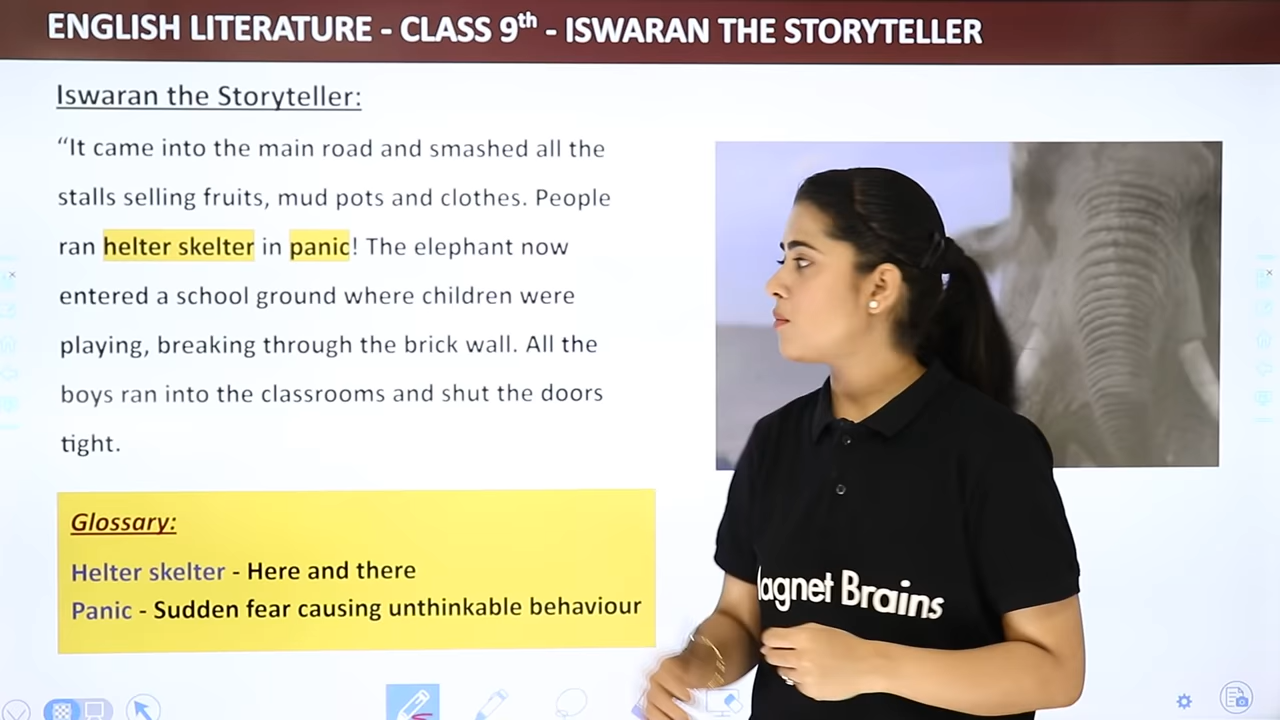 ENGLISH LITERATURE - CLASS 9th - ISWARAN THE STORYTELLER
Iswaran the Storyteller:
“It came into the main road and smashed all the
stalls selling fruits, mud pots and clothes. People
ran helter skelter in panic! The elephant now
entered a school ground where children were
playing, breaking through the brick wall. All the
boys ran into the classrooms and shut the doors
tight.
Glossary:
Helter skelter - Here and there
Panic - Sudden fear causing unthinkable behaviour
Brains